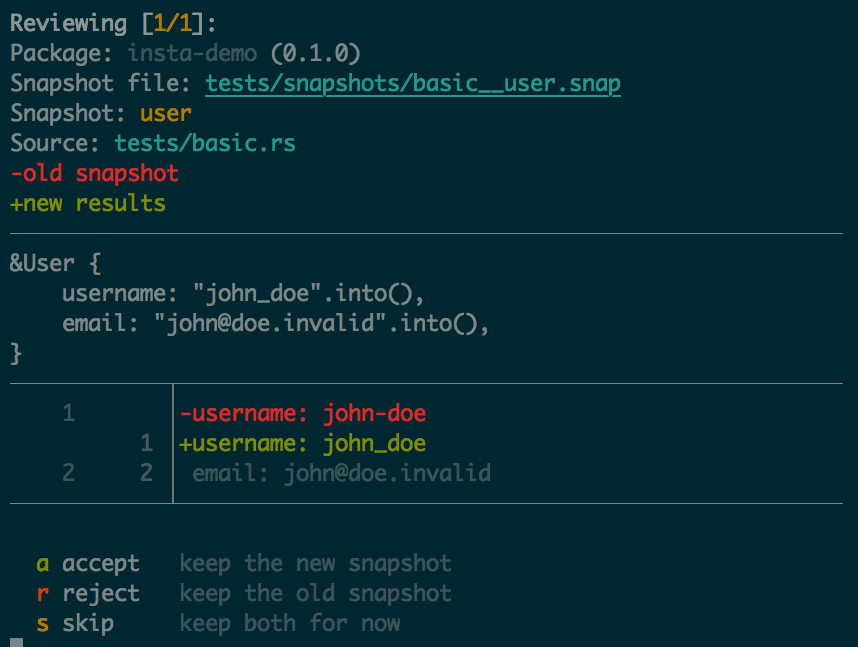 Reviewing [1/1]:
Package: insta-demo (0.1.0)
Snapshot file: tests/snapshots/basic__user.snap
Snapshot: user
Source: tests/basic.rs
-old snapshot
+new results
&User {
    username: "john_doe".into(),
    email: "john@doe.invalid".into(),
}
1 -username: john-doe
1 +username: john_doe
2 2 email: john@doe.invalid
a accept keep the new snapshot
r reject keep the old snapshot
s skip keep both for now